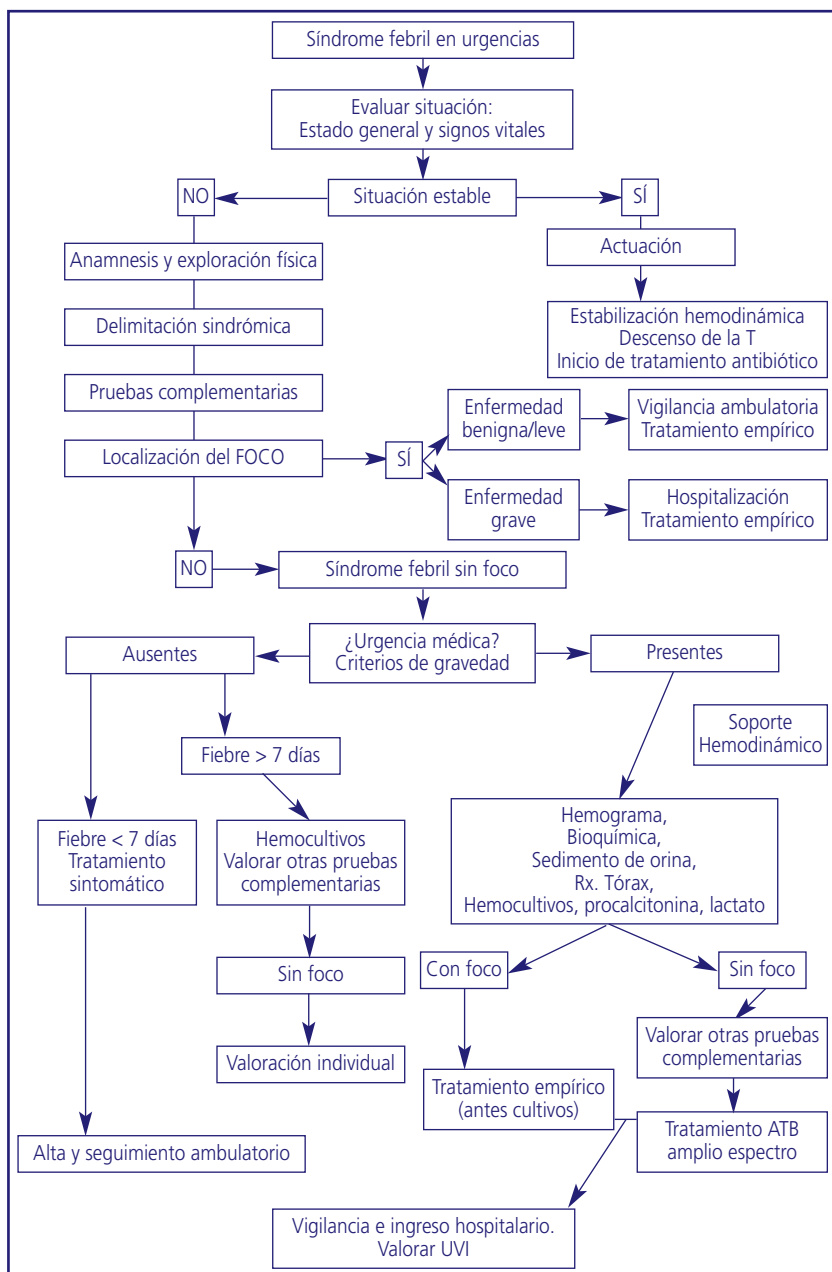 Síndrome febril en urgencias
Evaluar situación:
Estado general y signos vitales
NO
Situación estable
SÍ
Anamnesis y exploración física
Actuación
Delimitación sindrómica
Estabilización hemodinámica
Descenso de la T
Inicio de tratamiento antibiótico
Pruebas complementarias
Enfermedad
benigna/leve
Vigilancia ambulatoria
Tratamiento empírico
Localización del FOCO
SÍ
Enfermedad
grave
Hospitalización
Tratamiento empírico
NO
Síndrome febril sin foco
¿Urgencia médica?
Criterios de gravedad
Ausentes
Presentes
Soporte
Hemodinámico
Fiebre > 7 días
Fiebre < 7 días
Tratamiento
sintomático
Hemocultivos
Valorar otras pruebas
complementarias
Hemograma,
Bioquímica,
Sedimento de orina,
Rx. Tórax,
Hemocultivos, procalcitonina, lactato
Sin foco
Con foco
Sin foco
Valoración individual
Valorar otras pruebas
complementarias
Tratamiento empírico
(antes cultivos)
Tratamiento ATB
amplio espectro
Alta y seguimiento ambulatorio
Vigilancia e ingreso hospitalario.
Valorar UVI